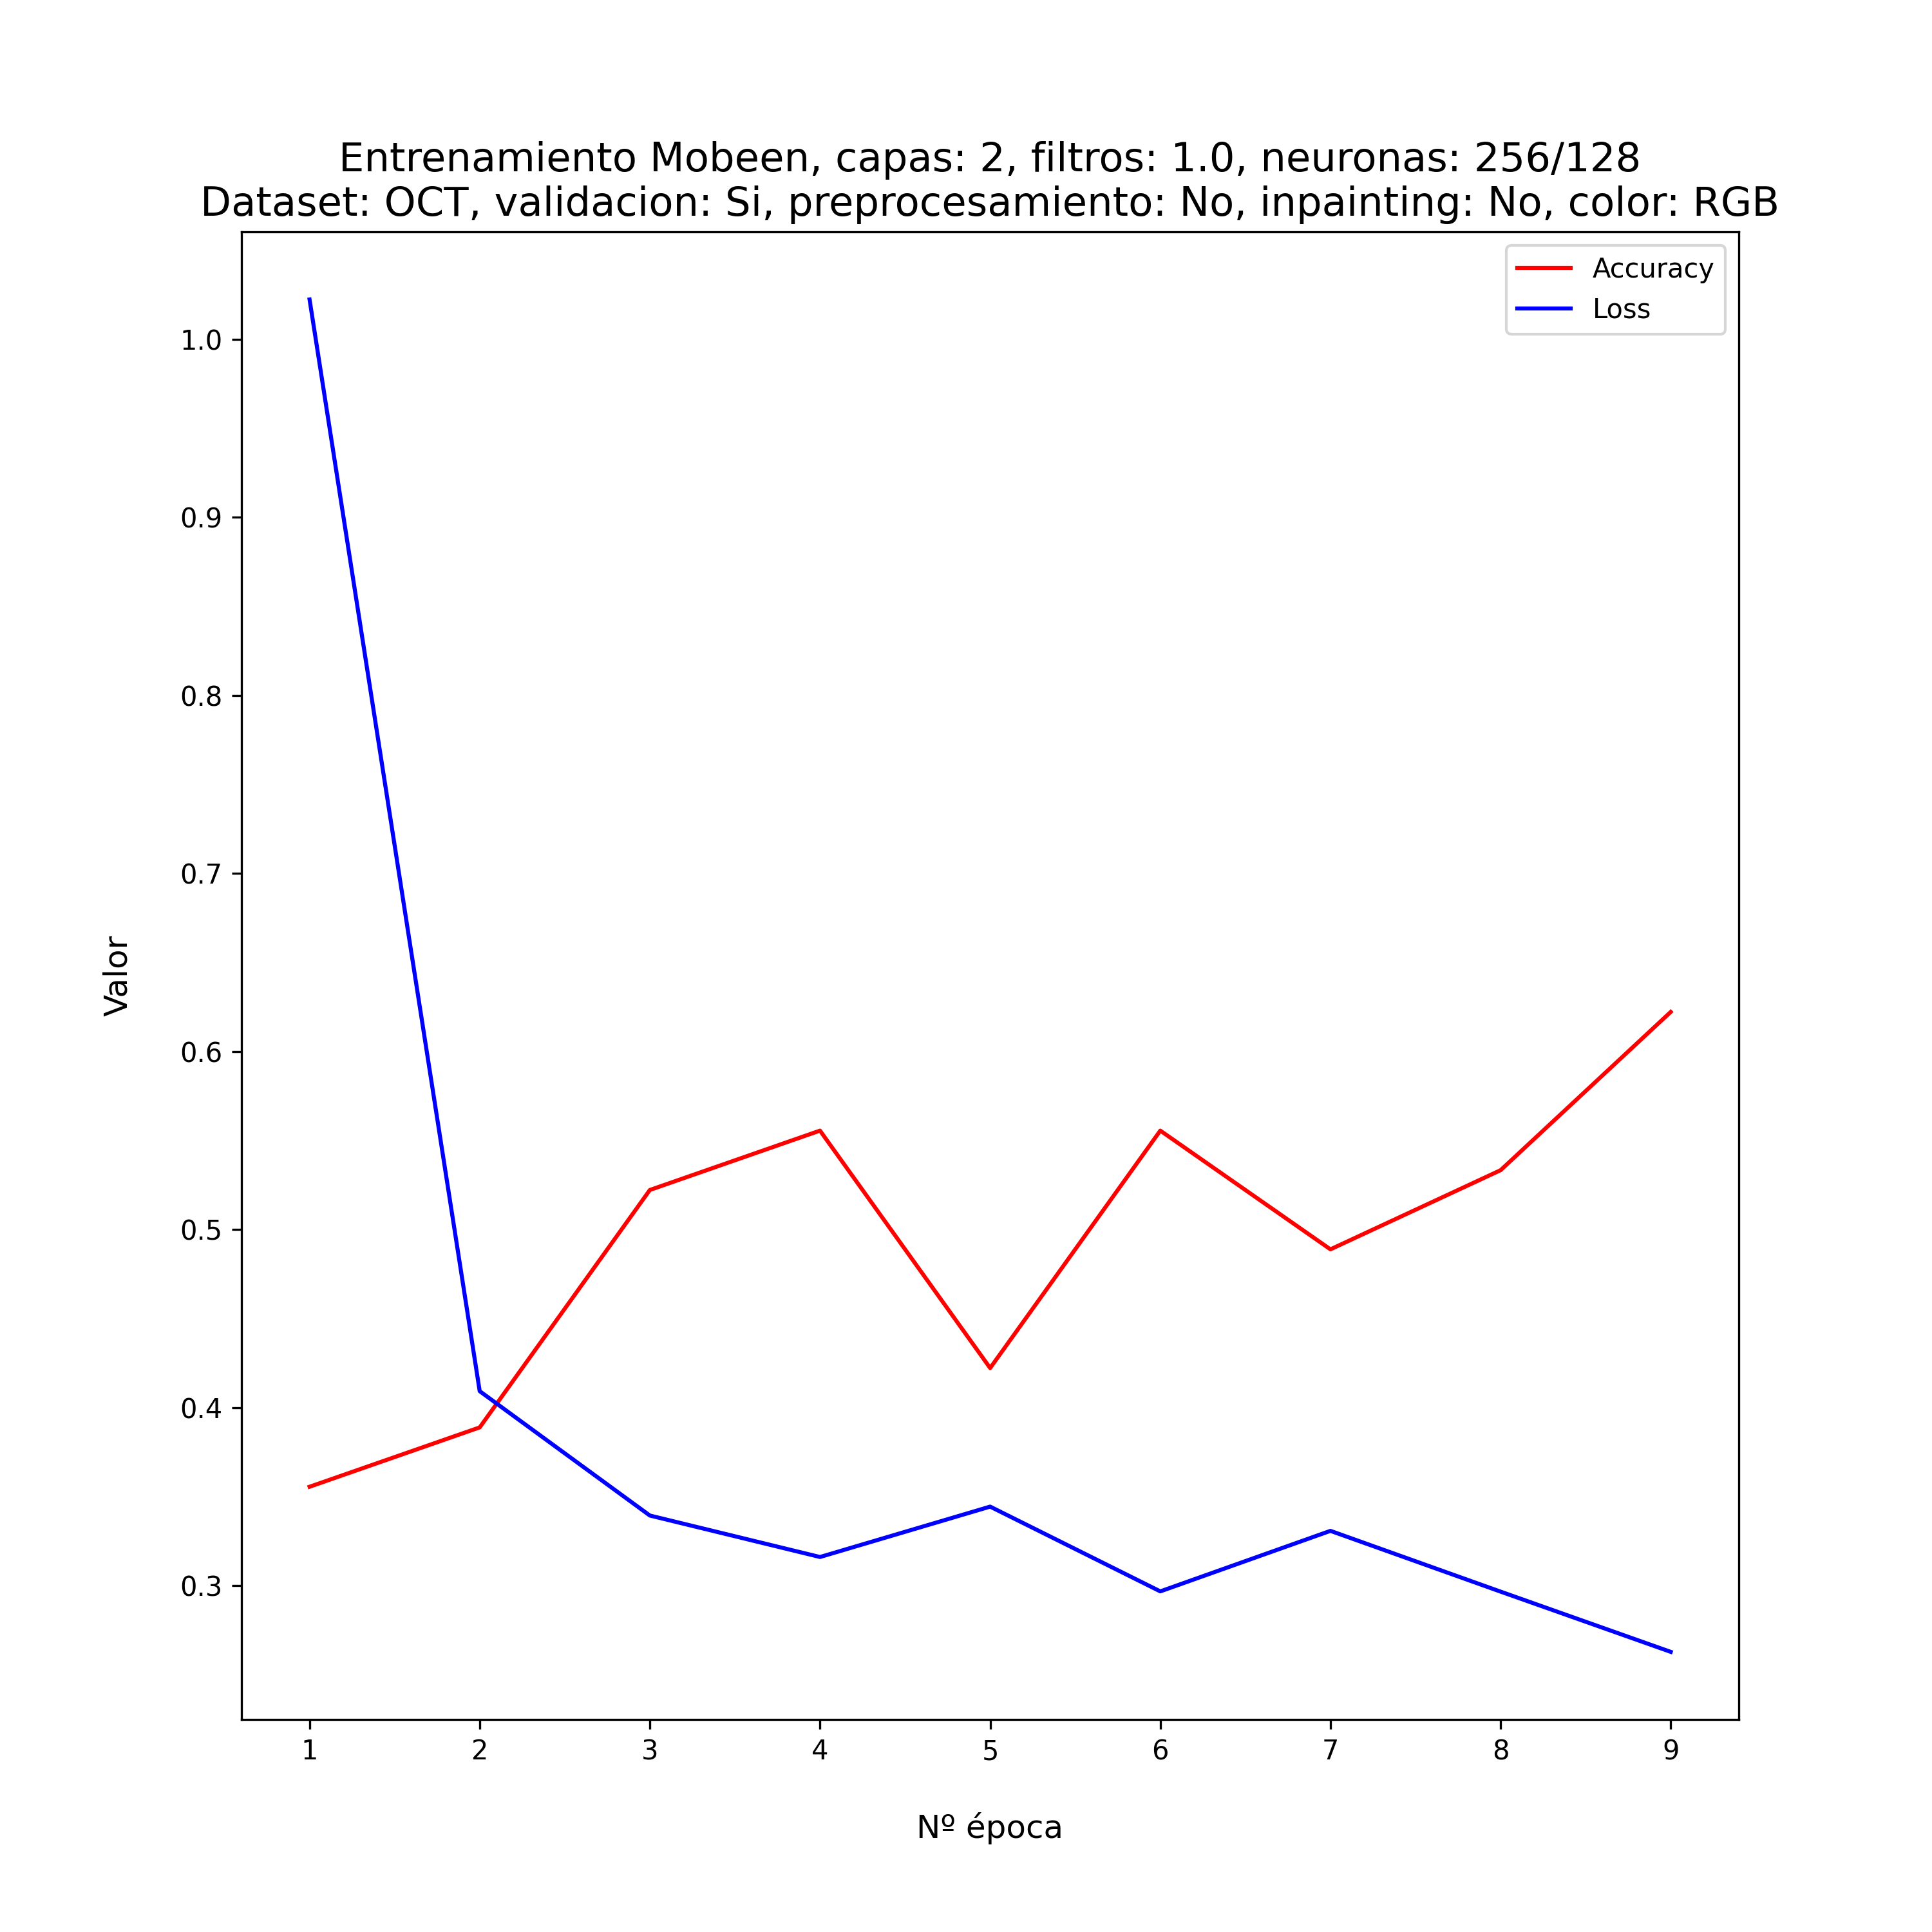 Entrenamiento Mobeen, capas: 2, filtros: 1.0, neuronas: 256/128
Dataset: OCT, validacion: Si, preprocesamiento: No, inpainting: No, color: RGB
Accuracy
Loss
1.0
0.9
0.8
0.7
0.6
0.5
0.4
0.3
Valor
1 2 3 4 5 6 7 8 9
Nº época